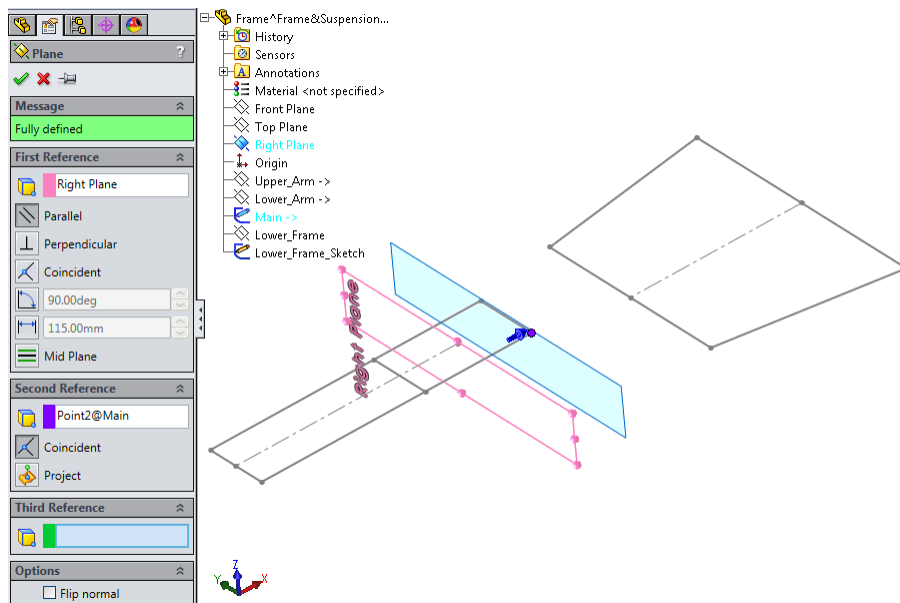 Plane
?
Message
Fully defined
First Reference
Right Plane
Parallel
Perpendicular
Coincident
90.00deg
115.00mm
Mid Plane
Second Reference
Point2@Main
Coincident
Project
Third Reference
Options
Flip normal
Frame^Frame&Suspension...
History
Sensors
A Annotations
Material <not specified>
Front Plane
Top Plane
Right Plane
Origin
Upper_Arm ->
Lower_Arm ->
Main ->
Lower_Frame
Lower_Frame_Sketch
Right Plane
Z
Y
X